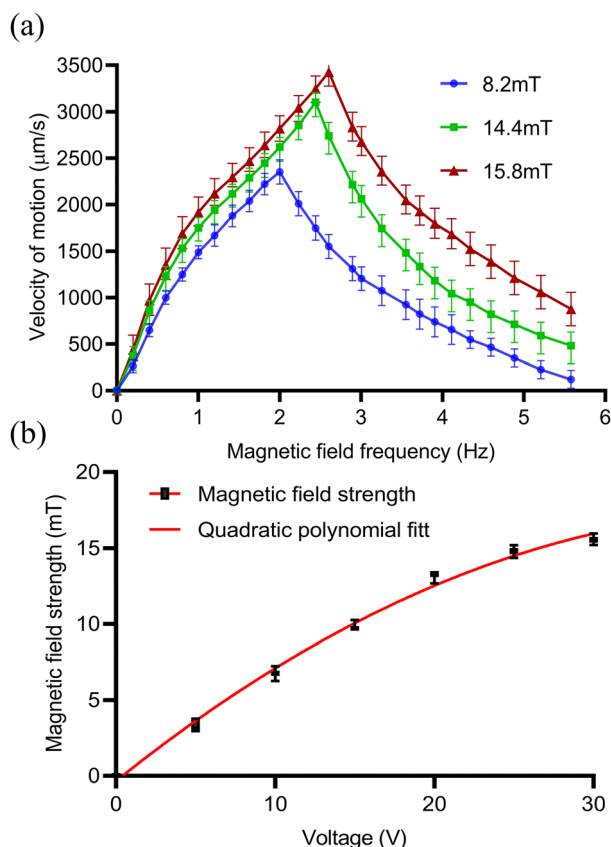 (a)
3500
3000
2500
2000
1500
1000
500
0
Velocity of motion (μm/s)
8.2mT
14.4mT
15.8mT
0 1 2 3 4 5 6
Magnetic field frequency (Hz)
(b)
20
15
10
5
0
Magnetic field strength (mT)
Magnetic field strength
Quadratic polynomial fitt
0 10 20 30
Voltage (V)